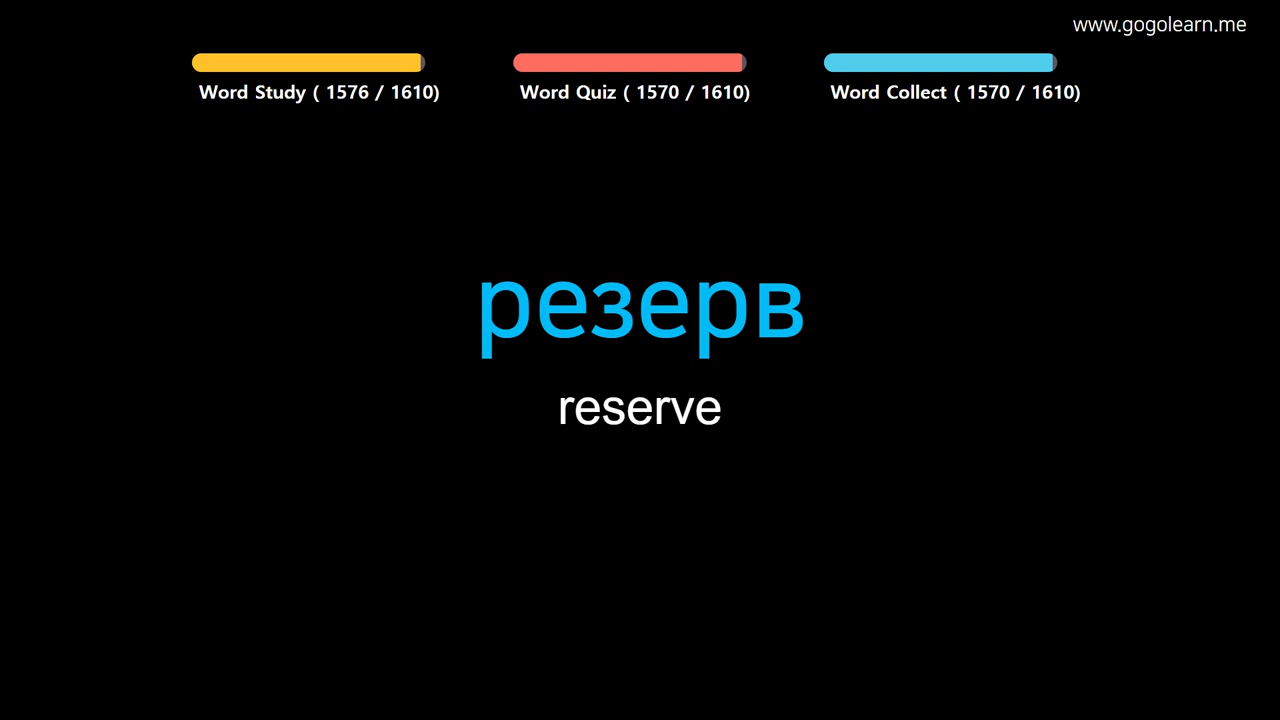 www.gogolearn.me
Word Study ( 1576 / 1610)
Word Quiz ( 1570 / 1610)
Word Collect ( 1570 / 1610)
резерв
reserve